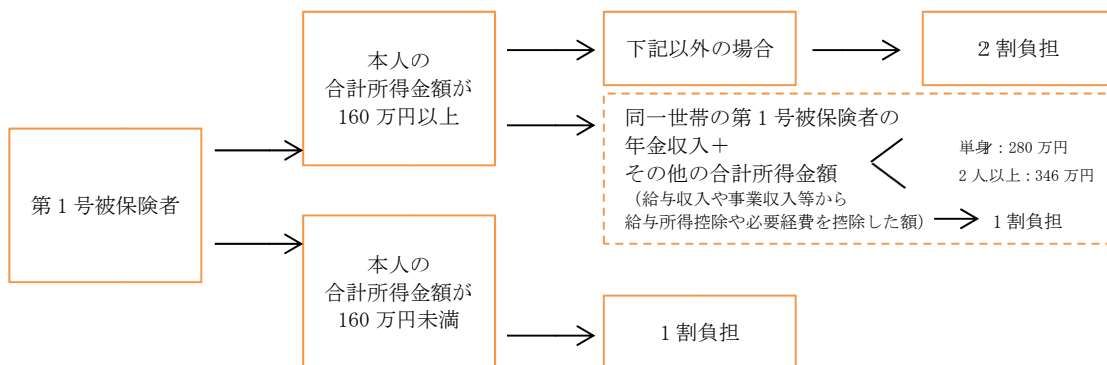 第1号被保険者
本人の
合計所得金額が
160 万円以上
下記以外の場合
2 割負担
同一世帯の第 1 号被保険者の
年金収入＋
その他の合計所得金額
（給与収入や事業収入等から
給与所得控除や必要経費を控除した額）
単身：280 万円
2 人以上：346 万円
1 割負担
本人の
合計所得金額が
160 万円未満
1 割負担